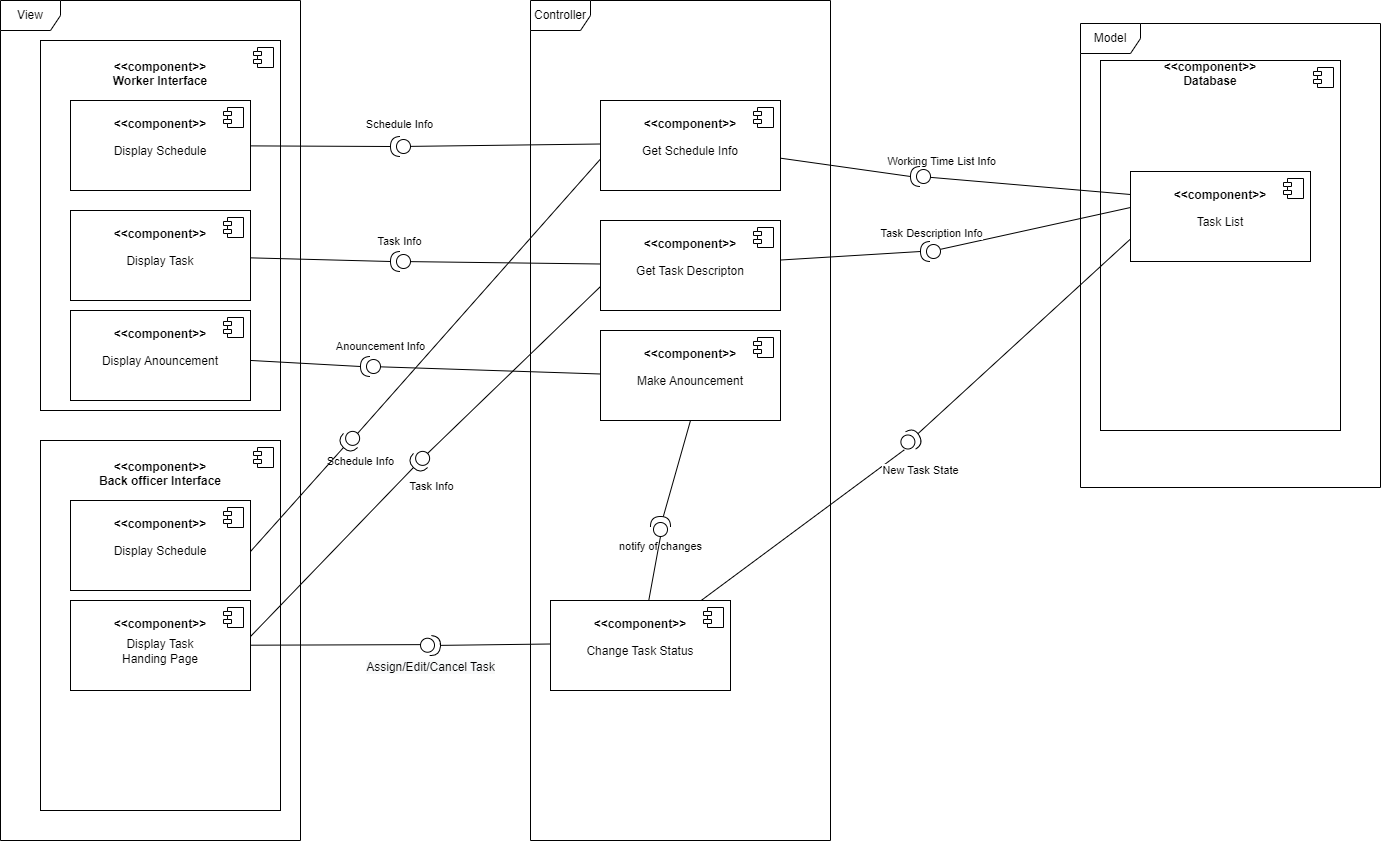 View
<<component>>
Worker Interface
<<component>>
Display Schedule
<<component>>
Display Task
<<component>>
Display Anouncement
<<component>>
Back officer Interface
<<component>>
Display Schedule
<<component>>
Display Task
Handing Page
Schedule Info
Task Info
Anouncement Info
Schedule Info
Task Info
Assign/Edit/Cancel Task
Controller
<<component>>
Get Schedule Info
<<component>>
Get Task Descripton
<<component>>
Make Anouncement
notify of changes
<<component>>
Change Task Status
Working Time List Info
Task Description Info
New Task State
Model
<<component>>
Database
<<component>>
Task List